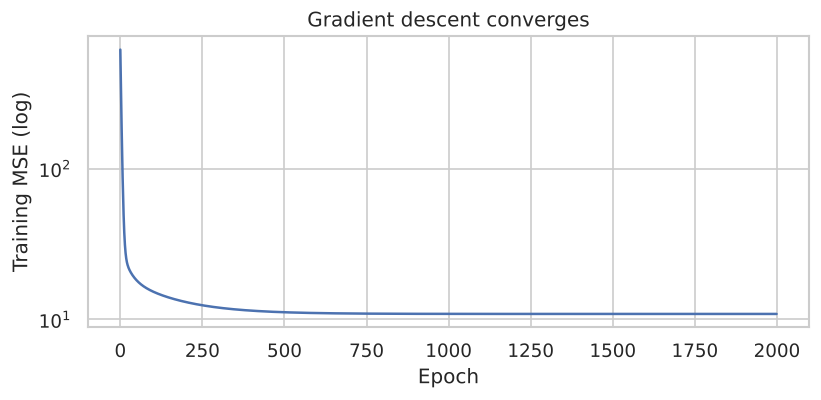 Gradient descent converges
Training MSE (log)
10²
10¹
0 250 500 750 1000 1250 1500 1750 2000
Epoch